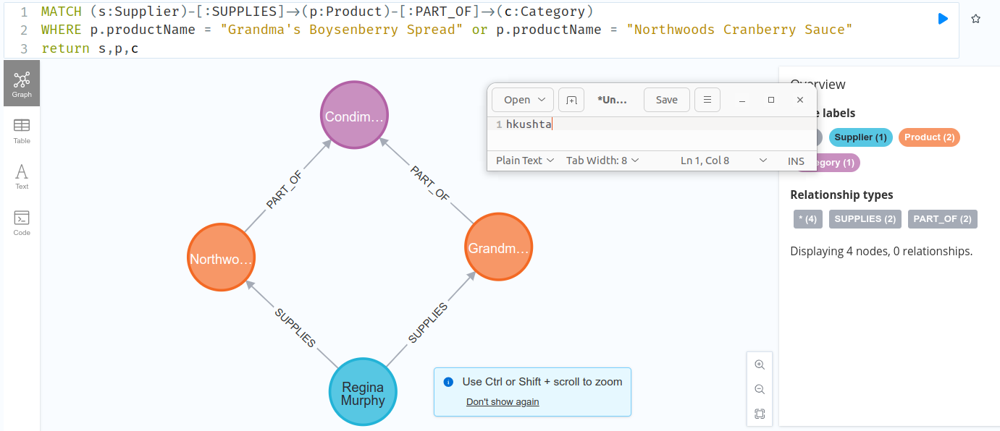 1 MATCH (s:Supplier)-[:SUPPLIES]->(p:Product)-[:PART_OF]->(c:Category)
2 WHERE p.productName = "Grandma's Boysenberry Spread" or p.productName = "Northwoods Cranberry Sauce"
3 return s,p,c
Graph
Table
Text
Code
Condim...
PART_OF
PART_OF
Northwo...
Grandm...
SUPPLIES
SUPPLIES
Regina
Murphy
Open
*Un...
Save
1 hkushta
Plain Text
Tab Width: 8
Ln 1, Col 8
INS
Use Ctrl or Shift + scroll to zoom
Don't show again
Overview
labels
Supplier (1)
Product (2)
egory (1)
Relationship types
* (4)
SUPPLIES (2)
PART_OF (2)
Displaying 4 nodes, 0 relationships.